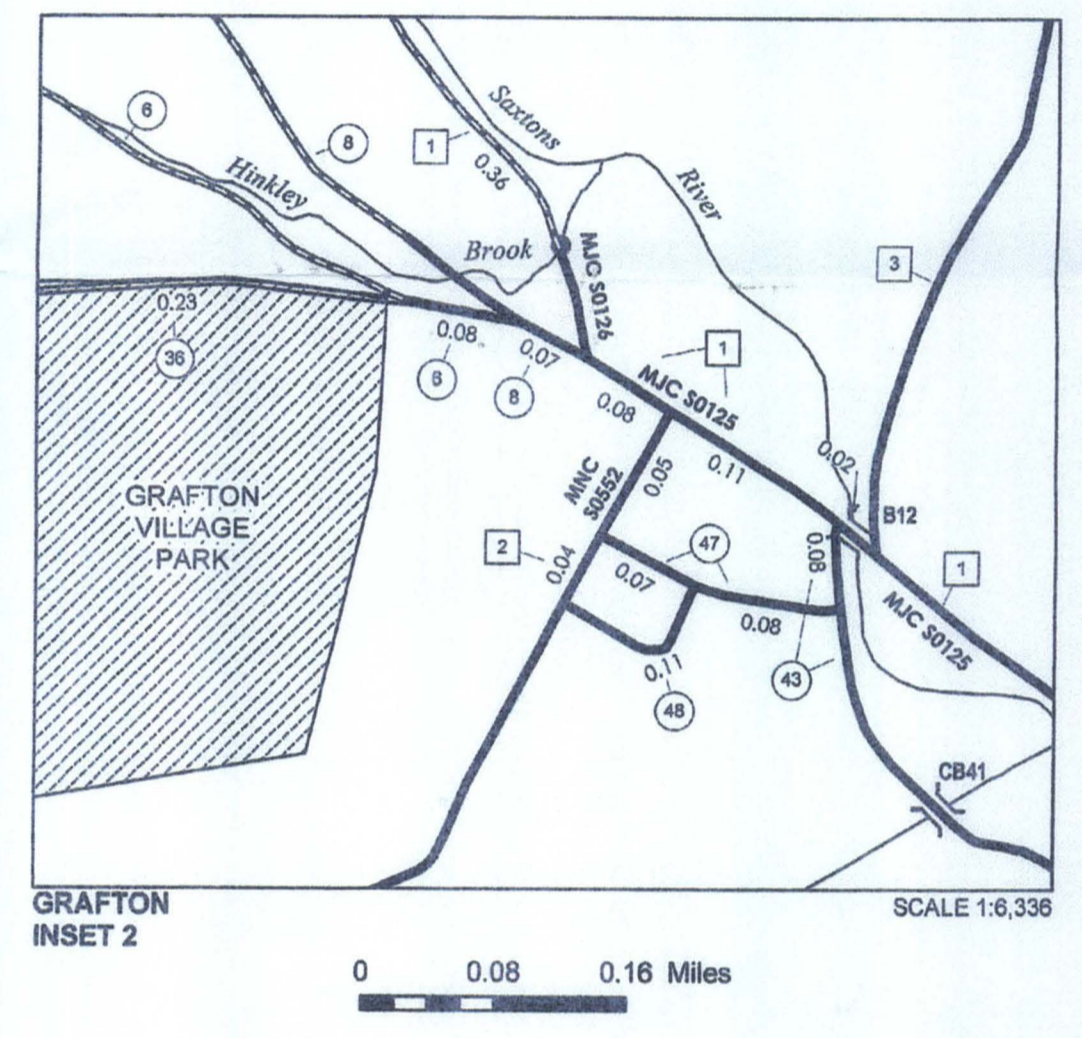 6
8
1
0.36
Saxtons
River
Hinkley
Brook
MJC S0126
3
0.23
36
0.08
6
0.07
8
1
MJC S0125
0.08
0.11
0.02
B12
MNC
S0552
0.05
GRAFTON
VILLAGE
PARK
2
0.04
47
0.07
0.08
0.08
1
MJC S0125
43
0.11
48
CB41
GRAFTON
INSET 2
SCALE 1:6,336
0 0.08 0.16 Miles